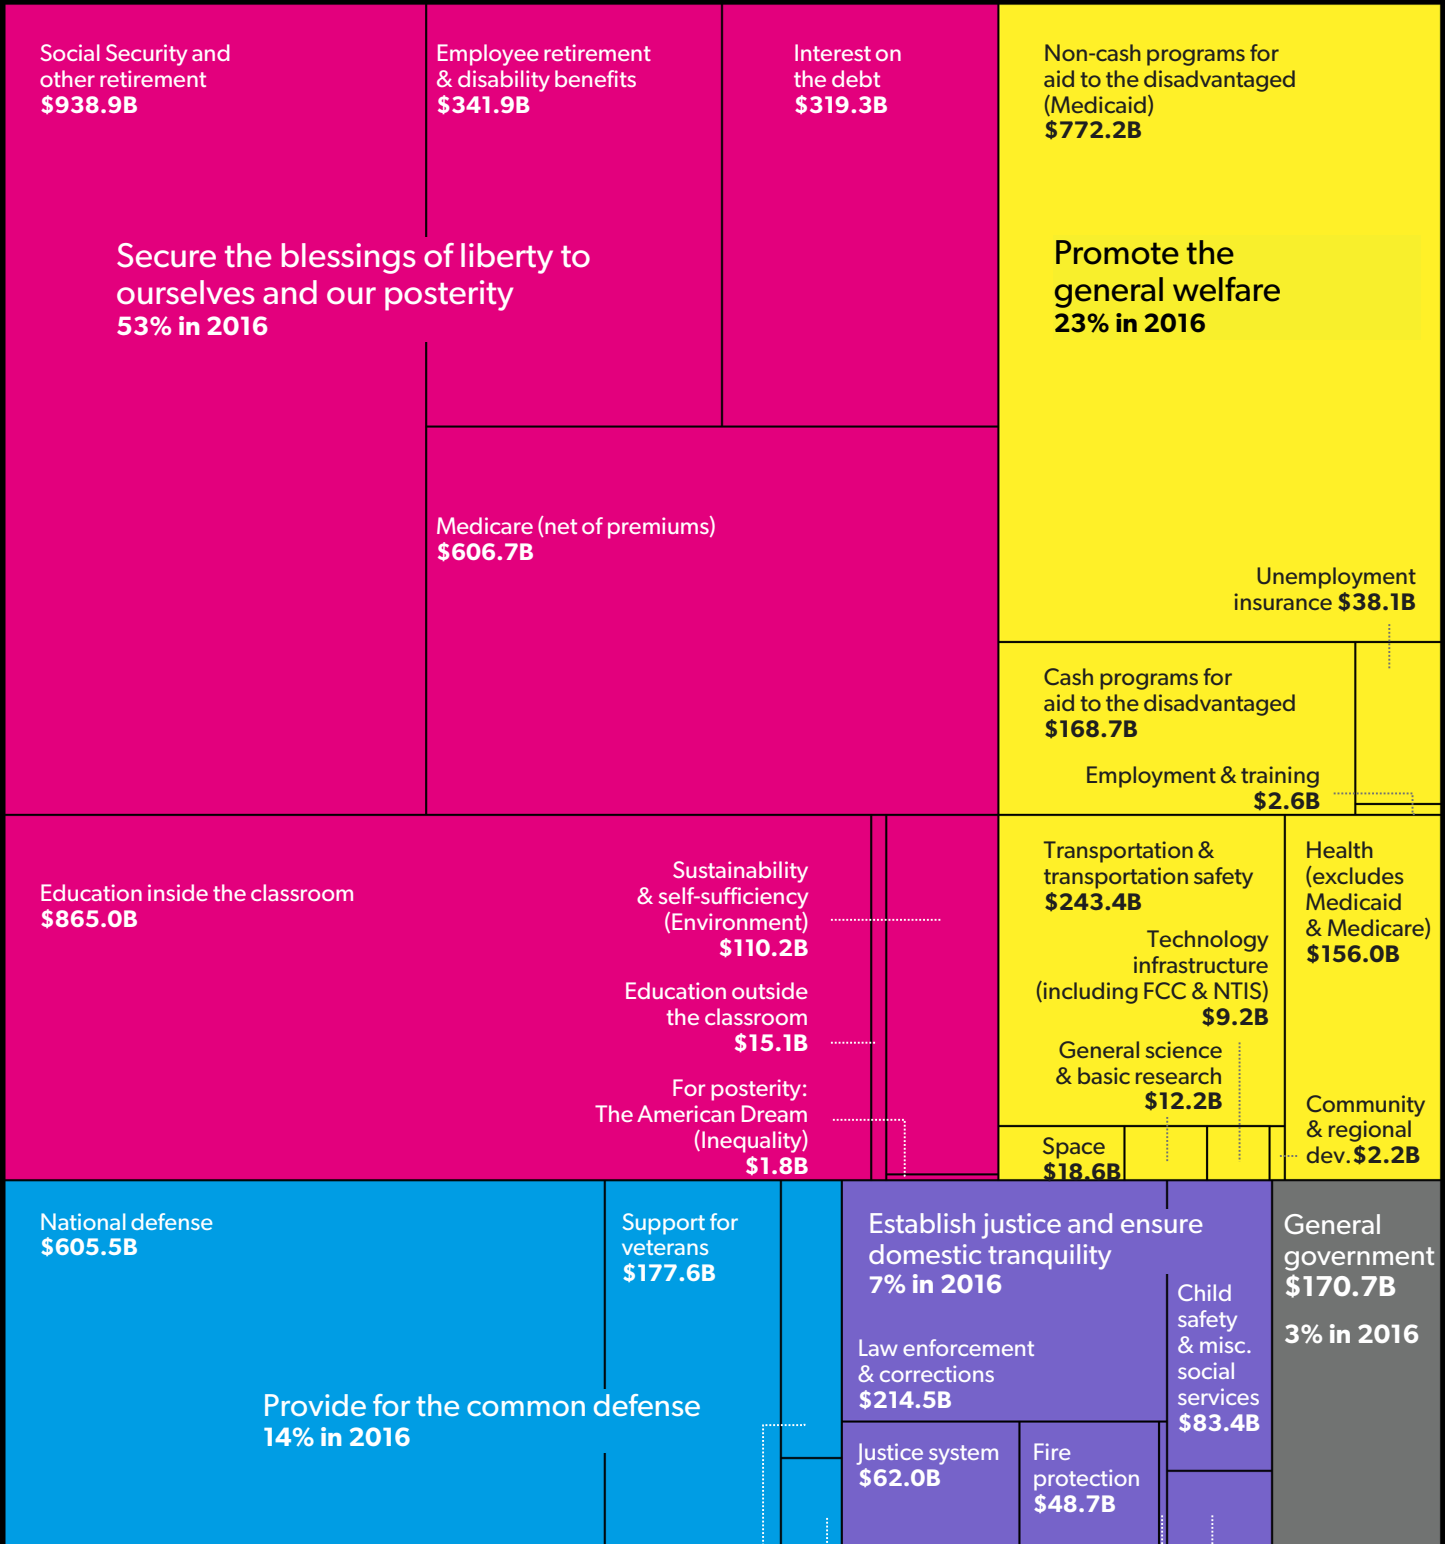 Social Security and
other retirement
$938.9B
Employee retirement
& disability benefits
$341.9B
Interest on
the debt
$319.3B
Non-cash programs for
aid to the disadvantaged
(Medicaid)
$772.2B
Secure the blessings of liberty to
ourselves and our posterity
53% in 2016
Promote the
general welfare
23% in 2016
Medicare (net of premiums)
$606.7B
Unemployment
insurance $38.1B
Cash programs for
aid to the disadvantaged
$168.7B
Employment & training
$2.6B
Education inside the classroom
$865.0B
Sustainability
& self-sufficiency
(Environment)
$110.2B
Education outside
the classroom
$15.1B
For posterity:
The American Dream
(Inequality)
$1.8B
Transportation &
transportation safety
$243.4B
Health
(excludes
Medicaid
& Medicare)
$156.0B
Technology
infrastructure
(including FCC & NTIS)
$9.2B
General science
& basic research
$12.2B
Space
$18.6B
Community
& regional
dev. $2.2B
National defense
$605.5B
Support for
veterans
$177.6B
Provide for the common defense
14% in 2016
Establish justice and ensure
domestic tranquility
7% in 2016
Law enforcement
& corrections
$214.5B
Child
safety
& misc.
social
services
$83.4B
Justice system
$62.0B
Fire
protection
$48.7B
General
government
$170.7B
3% in 2016